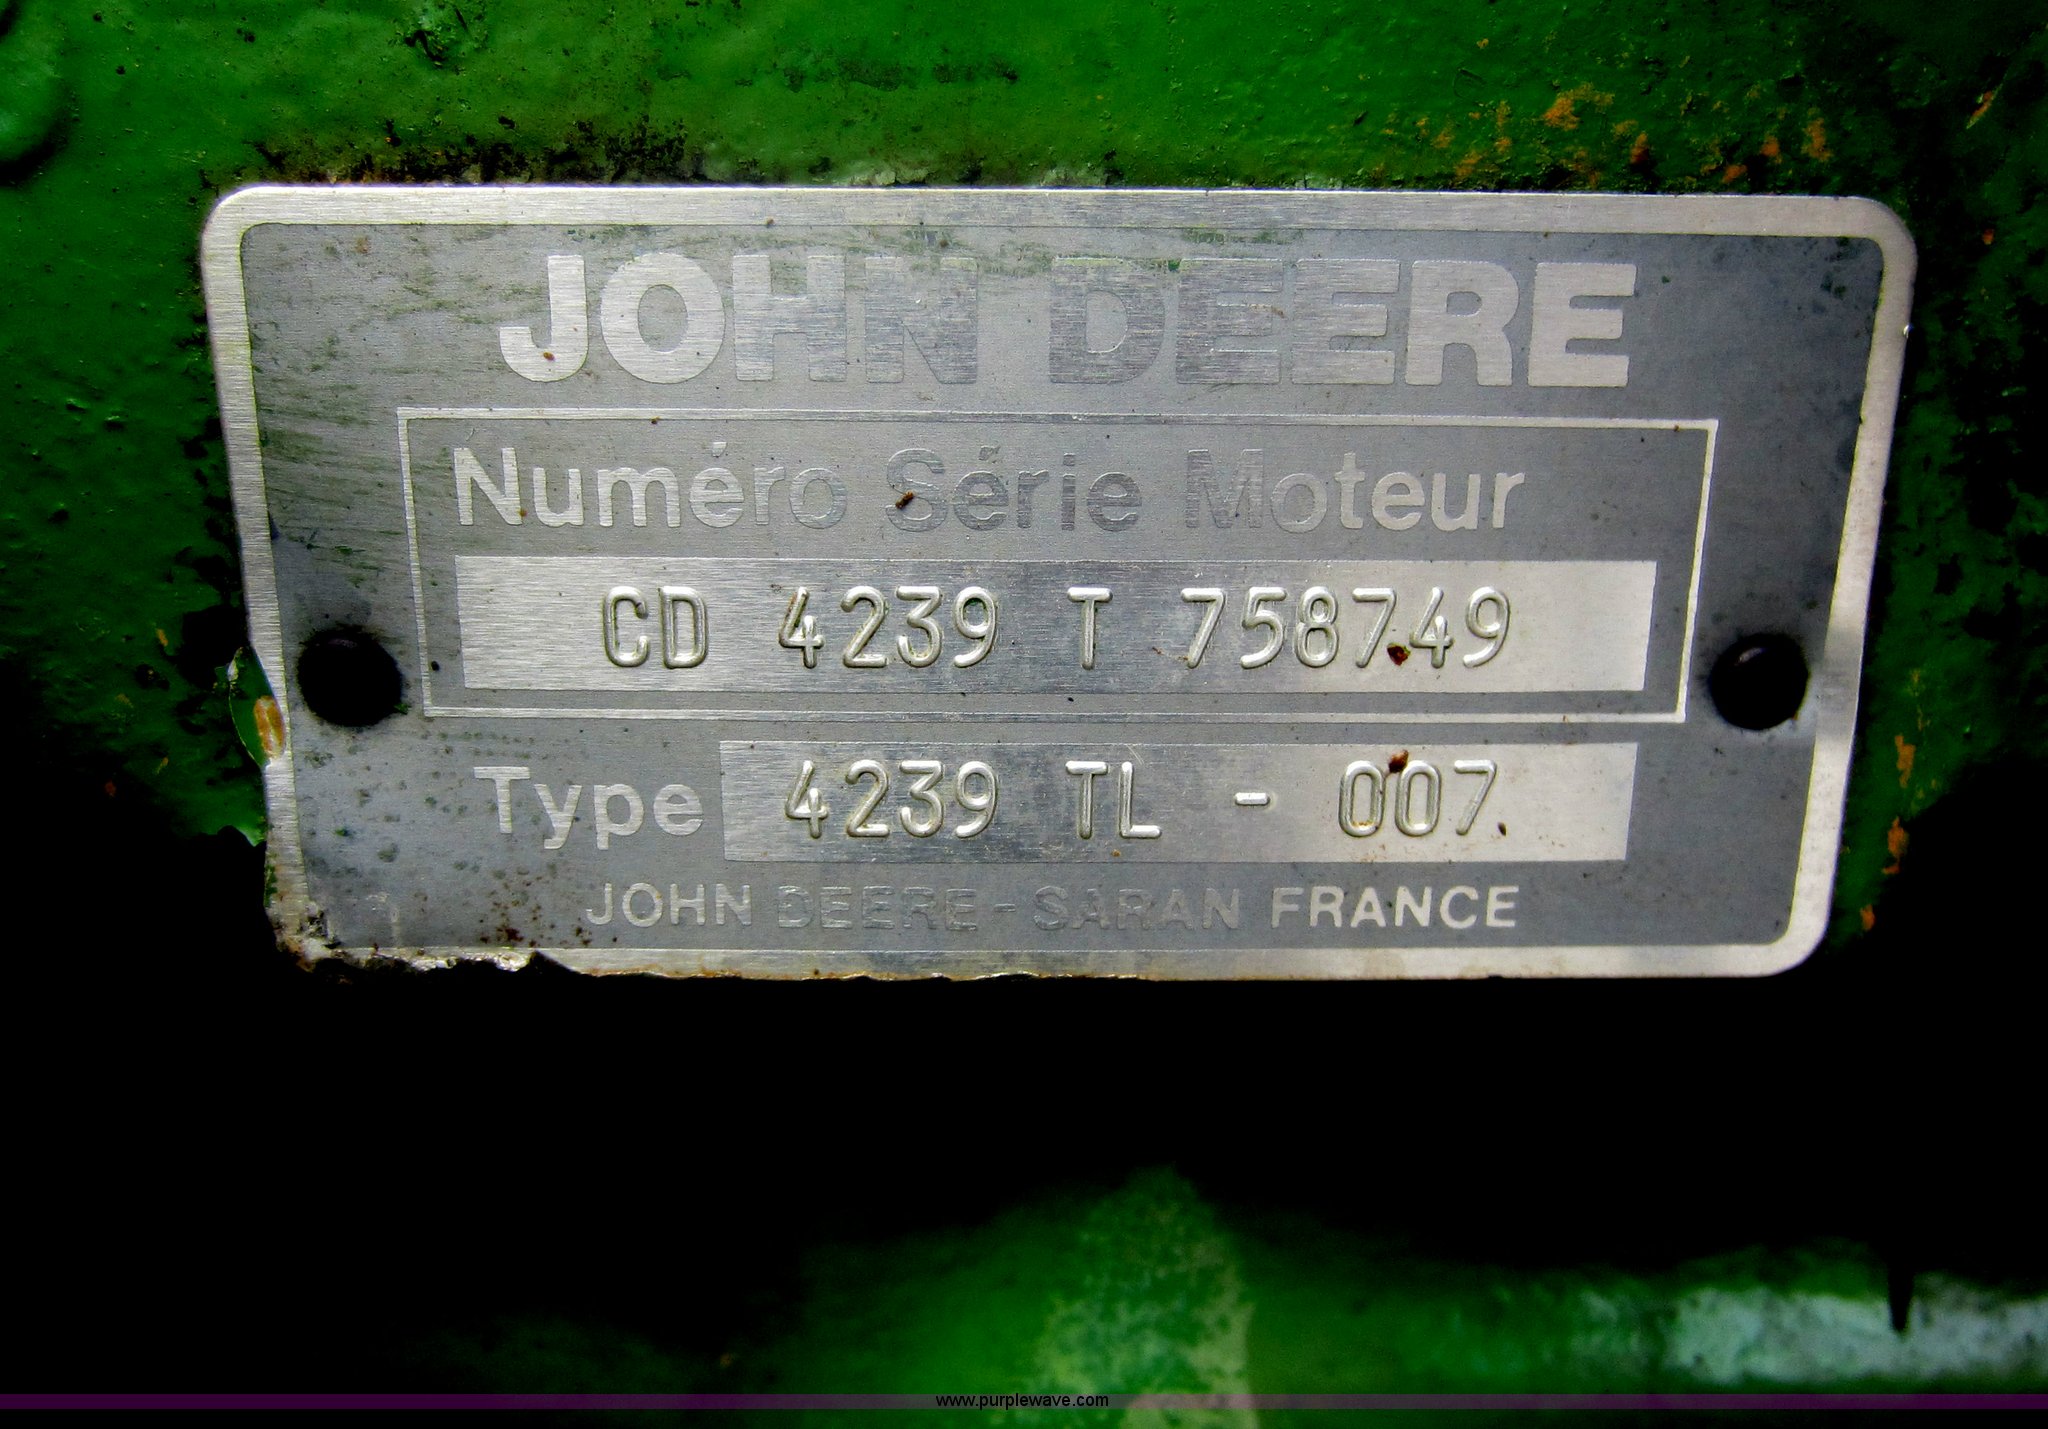 JOHN DEERE
Numéro Série Moteur
CD 4239 T 758749
Type 4239 TL - 007
JOHN DEERE - SARAN FRANCE
www.purplewave.com